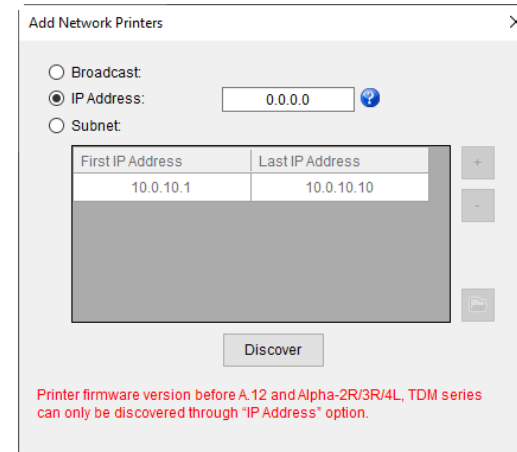 Add Network Printers
Broadcast:
IP Address: 0.0.0.0 ?
Subnet:
First IP Address Last IP Address +
10.0.10.1 10.0.10.10
-
Discover
Printer firmware version before A.12 and Alpha-2R/3R/4L, TDM series
can only be discovered through “IP Address” option.